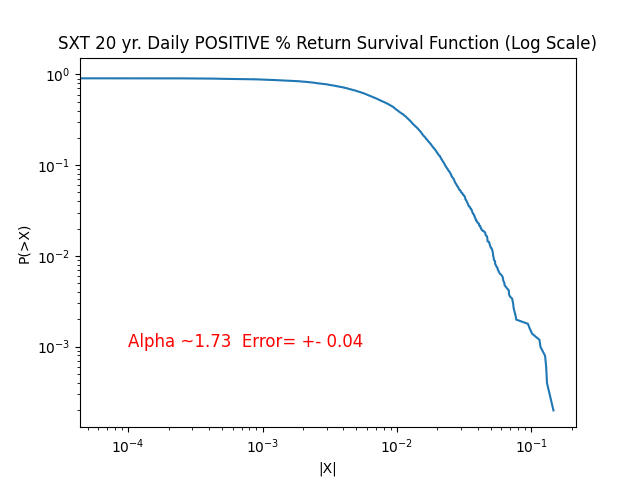 SXT 20 yr. Daily POSITIVE % Return Survival Function (Log Scale)
10⁰
10⁻¹
10⁻²
10⁻³
P(>X)
Alpha ~1.73  Error= +- 0.04
10⁻⁴
10⁻³
10⁻²
10⁻¹
|X|